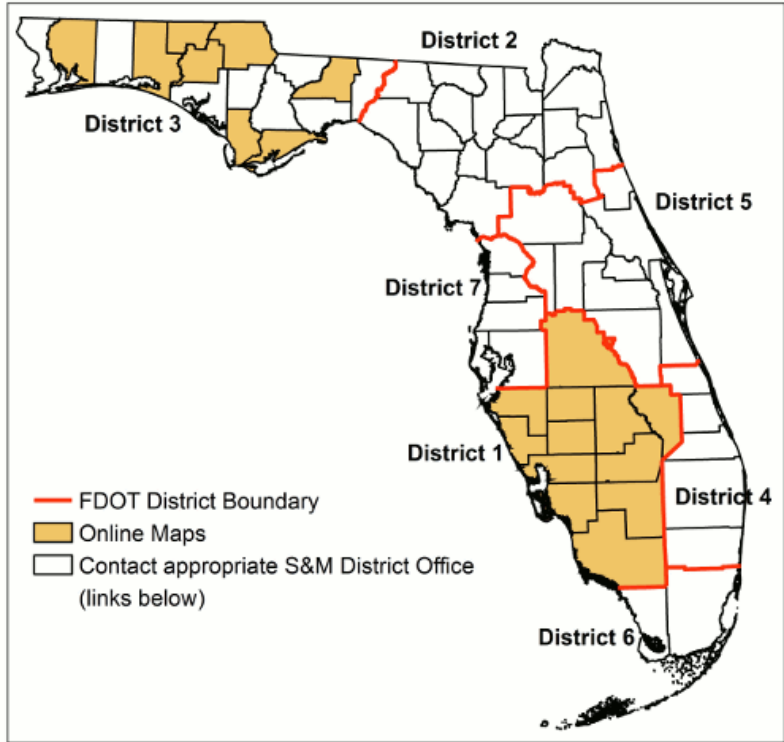 District 2
District 3
District 5
District 7
District 1
FDOT District Boundary
District 4
Online Maps
Contact appropriate S&M District Office
(links below)
District 6